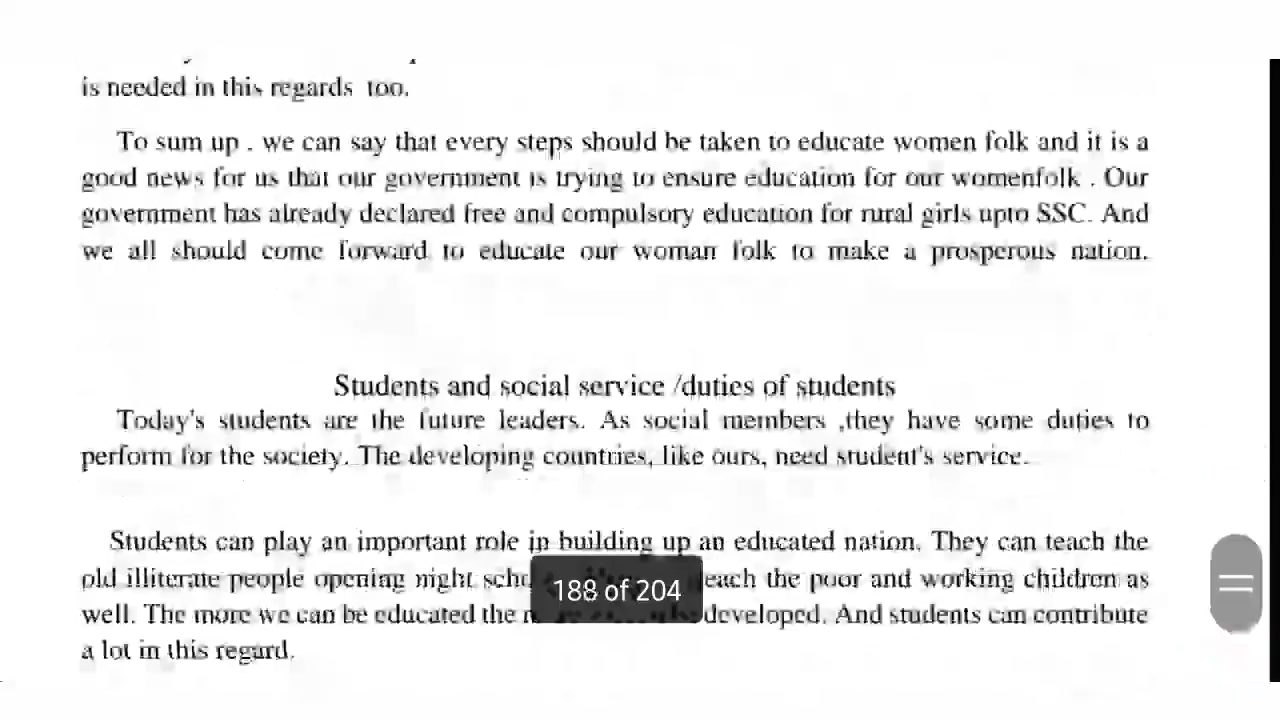 is needed in this regards too.
To sum up . we can say that every steps should be taken to educate women folk and it is a
good news for us that our government is trying to ensure education for our womenfolk . Our
government has already declared free and compulsory education for rural girls upto SSC. And
we all should come forward to educate our woman folk to make a prosperous nation.
Students and social service /duties of students
Today's students are the future leaders. As social members ,they have some duties to
perform for the society. The developing countries, like ours, need student's service.
Students can play an important role in building up an educated nation. They can teach the
old illiterate people opening night the poor and working children as
188 of 204
well. The more we can be educated the developed. And students can contribute
a lot in this regard.